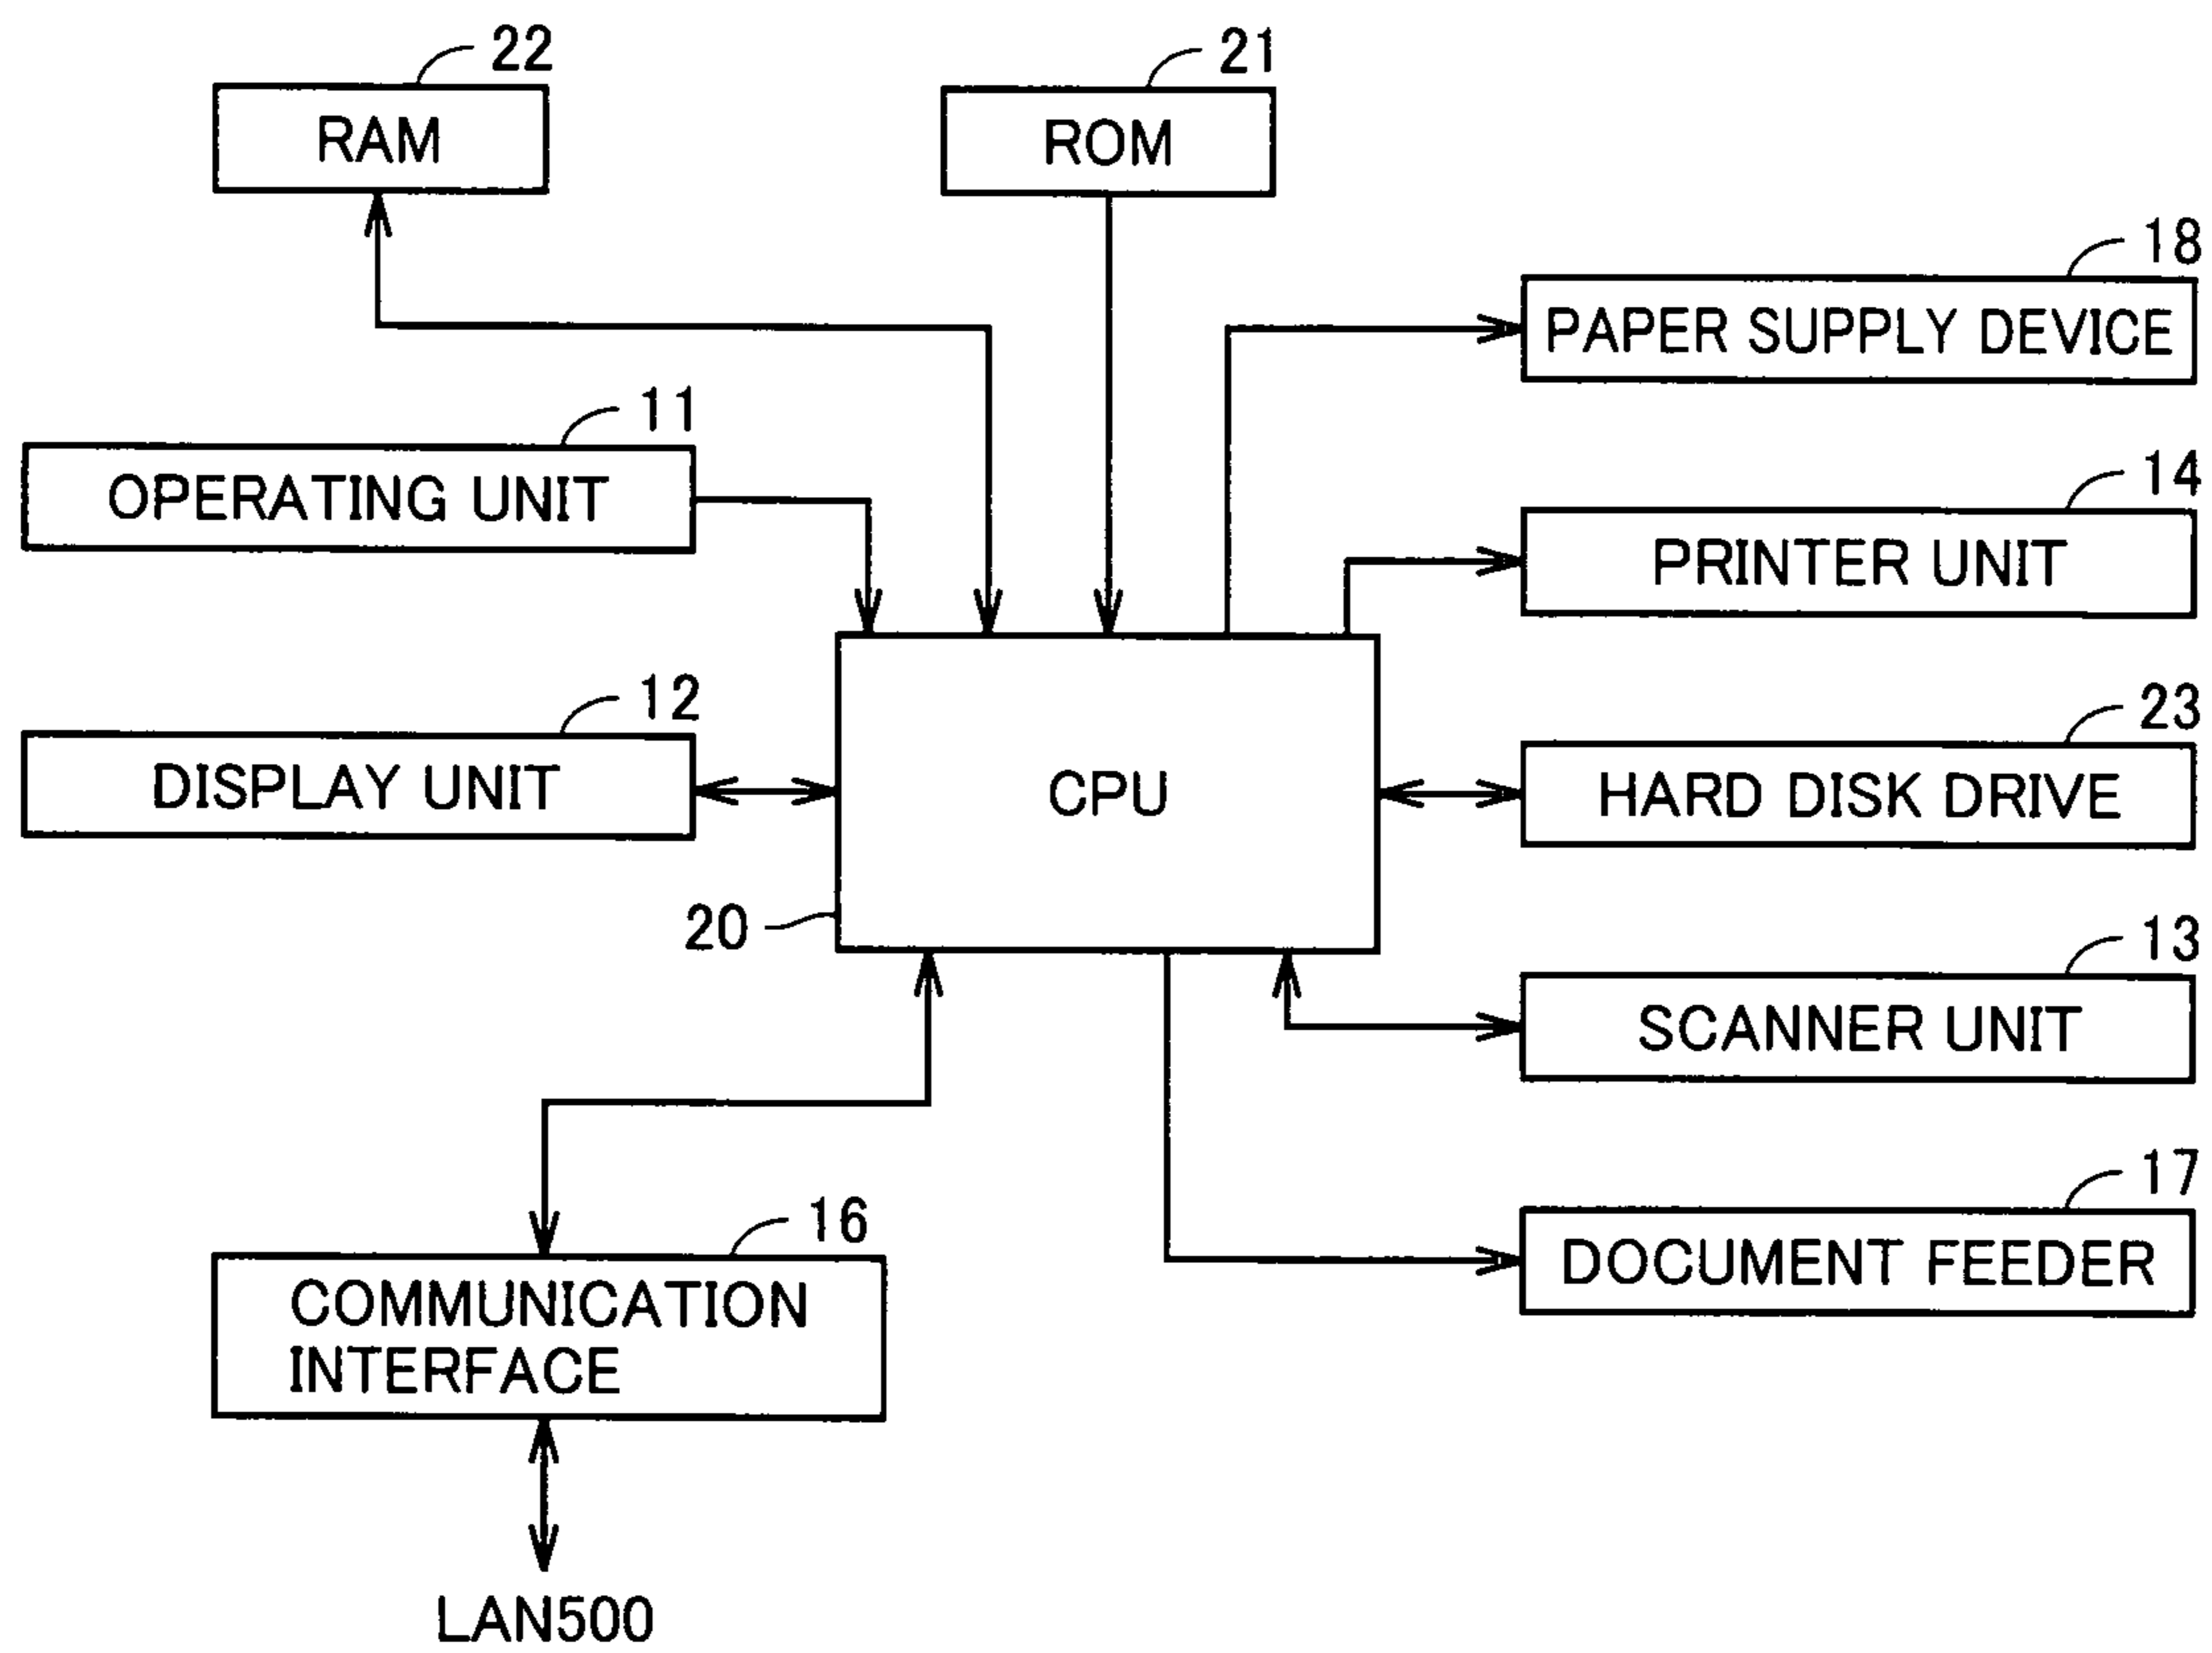 22
RAM
21
ROM
18
PAPER SUPPLY DEVICE
11
OPERATING UNIT
14
PRINTER UNIT
12
DISPLAY UNIT
CPU
20
23
HARD DISK DRIVE
13
SCANNER UNIT
16
COMMUNICATION
INTERFACE
17
DOCUMENT FEEDER
LAN500